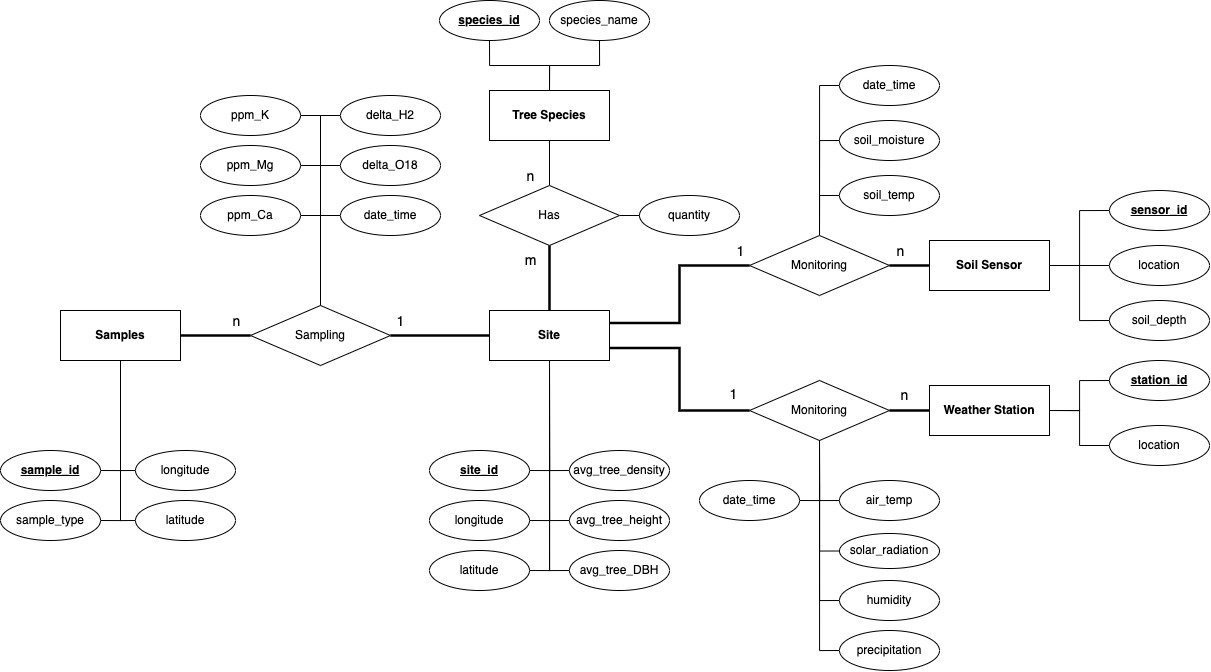 species_id
species_name
Tree Species
n
Has
quantity
m
ppm_K
delta_H2
ppm_Mg
delta_O18
ppm_Ca
date_time
Samples
n
Sampling
1
Site
sample_id
longitude
sample_type
latitude
site_id
avg_tree_density
longitude
avg_tree_height
latitude
avg_tree_DBH
date_time
soil_moisture
soil_temp
1
Monitoring
n
Soil Sensor
sensor_id
location
soil_depth
1
Monitoring
n
Weather Station
station_id
location
date_time
air_temp
solar_radiation
humidity
precipitation